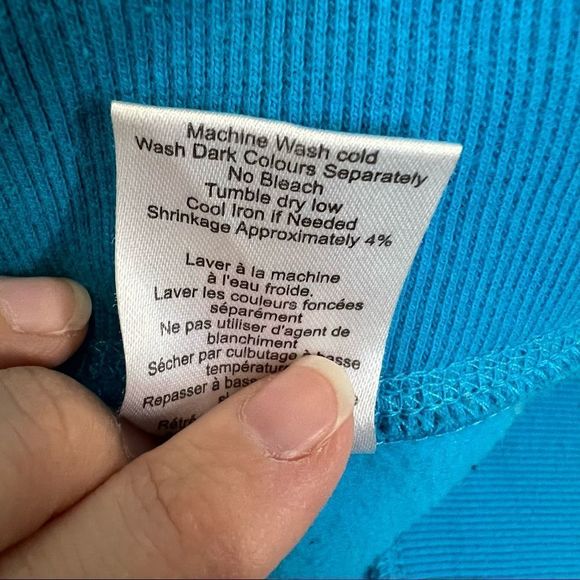 Machine Wash cold
Wash Dark Colours Separately
No Bleach
Tumble dry low
Cool Iron if Needed
Shrinkage Approximately 4%
Laver à la machine
à l'eau froide.
Laver les couleurs foncées
séparément
Ne pas utiliser d'agent de
blanchiment
Sécher par culbutage à basse
température
Repasser à